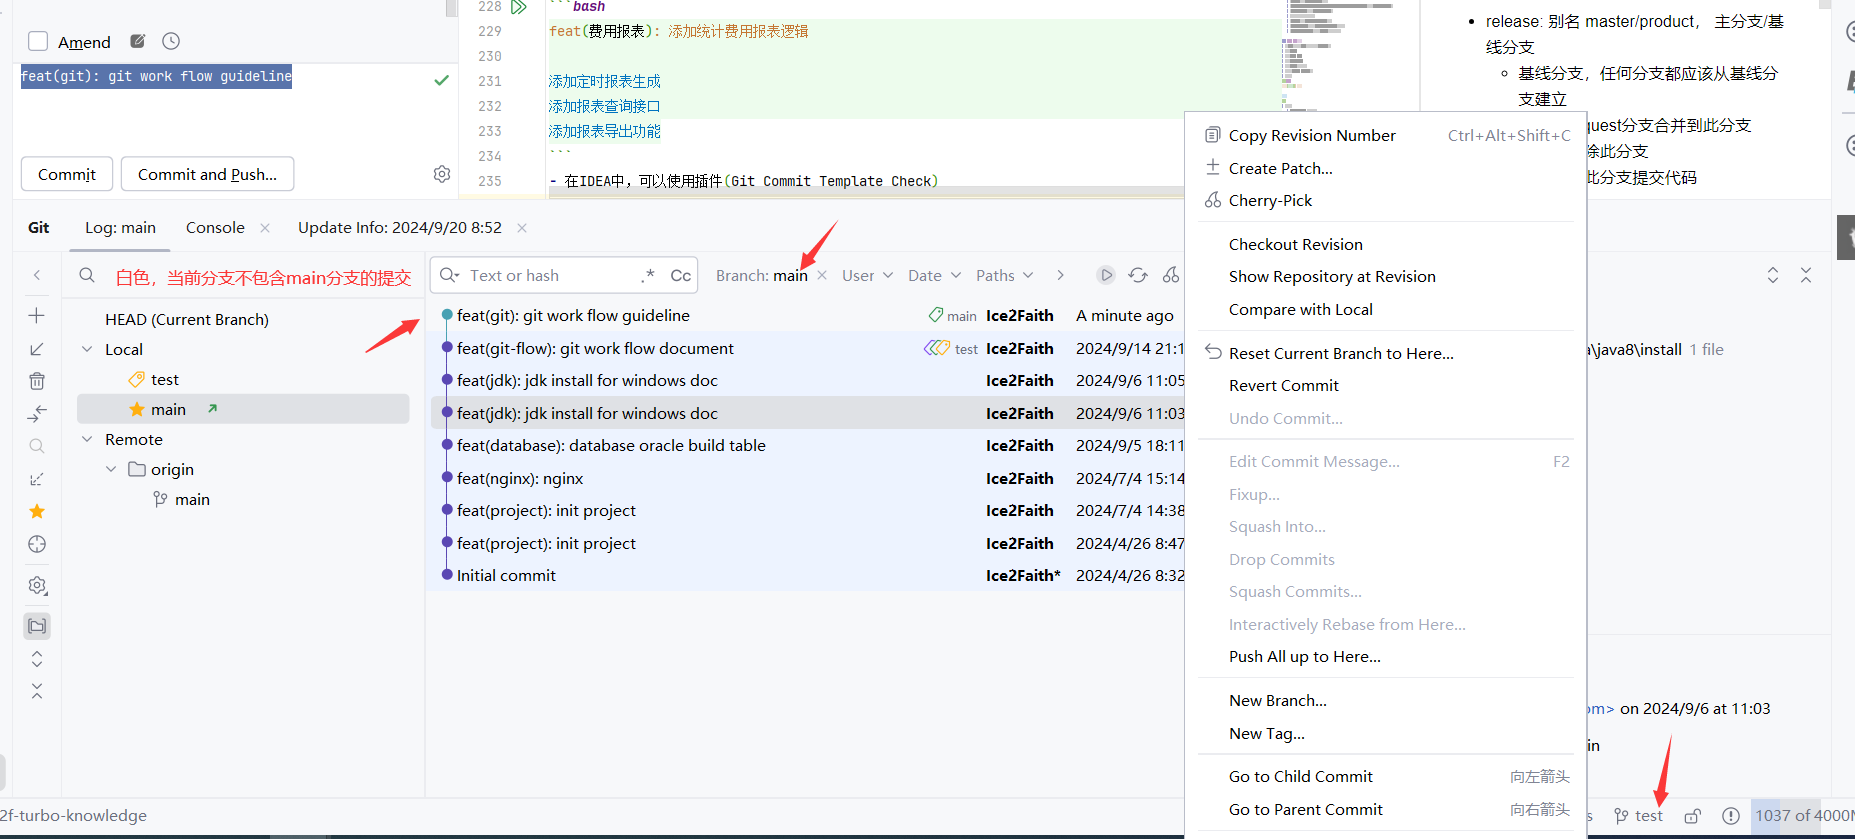 228 ```bash
Amend
229 feat(费用报表): 添加统计费用报表逻辑
230
feat(git): git work flow guideline
231 添加定时报表生成
232 添加报表查询接口
233 添加报表导出功能
234 ```
235 - 在IDEA中，可以使用插件(Git Commit Template Check)
Commit
Commit and Push...
release: 别名 master/product， 主分支/基
线分支
基线分支，任何分支都应该从基线分
支建立
quest分支合并到此分支
除此分支
此分支提交代码
Git
Log: main
Console
Update Info: 2024/9/20 8:52
白色，当前分支不包含main分支的提交
HEAD (Current Branch)
Local
test
main
Remote
origin
main
Text or hash
.*
Cc
Branch: main
User
Date
Paths
feat(git): git work flow guideline main Ice2Faith A minute ago
feat(git-flow): git work flow document test Ice2Faith 2024/9/14 21:1
feat(jdk): jdk install for windows doc Ice2Faith 2024/9/6 11:05
feat(jdk): jdk install for windows doc Ice2Faith 2024/9/6 11:03
feat(database): database oracle build table Ice2Faith 2024/9/5 18:11
feat(nginx): nginx Ice2Faith 2024/7/4 15:14
feat(project): init project Ice2Faith 2024/7/4 14:38
feat(project): init project Ice2Faith 2024/4/26 8:47
Initial commit Ice2Faith* 2024/4/26 8:32
Copy Revision Number Ctrl+Alt+Shift+C
Create Patch...
Cherry-Pick
Checkout Revision
Show Repository at Revision
Compare with Local
Reset Current Branch to Here...
Revert Commit
Undo Commit...
Edit Commit Message... F2
Fixup...
Squash Into...
Drop Commits
Squash Commits...
Interactively Rebase from Here...
Push All up to Here...
New Branch...
New Tag...
Go to Child Commit 向左箭头
Go to Parent Commit 向右箭头
a\java8\install 1 file
om> on 2024/9/6 at 11:03
in
2f-turbo-knowledge
s
test
1037 of 4000M